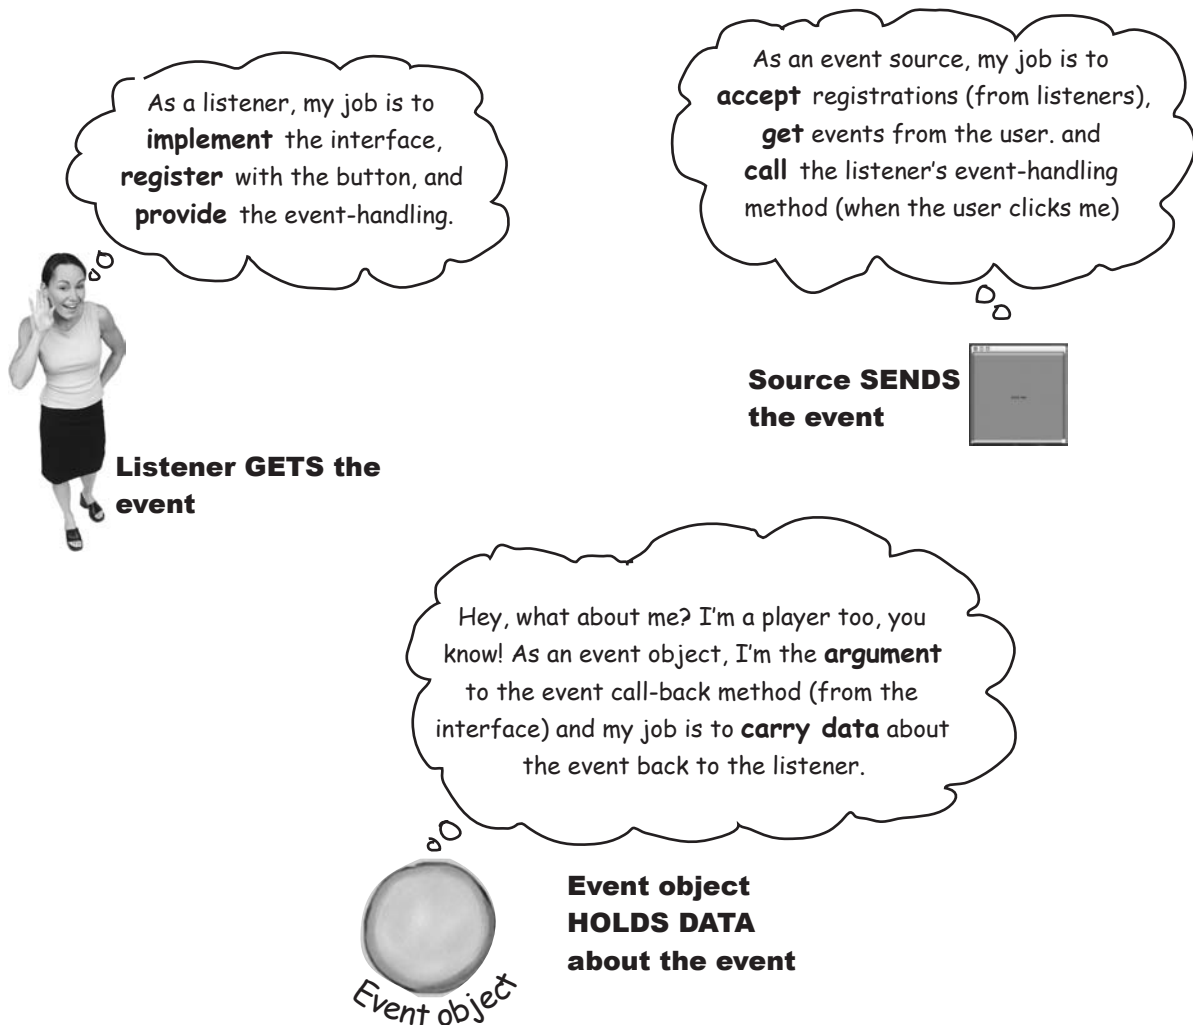 As a listener, my job is to
implement the interface,
register with the button, and
provide the event-handling.
Listener GETS the
event
As an event source, my job is to
accept registrations (from listeners),
get events from the user. and
call the listener's event-handling
method (when the user clicks me)
Source SENDS
the event
Hey, what about me? I'm a player too, you
know! As an event object, I'm the argument
to the event call-back method (from the
interface) and my job is to carry data about
the event back to the listener.
Event object
HOLDS DATA
about the event
Event object